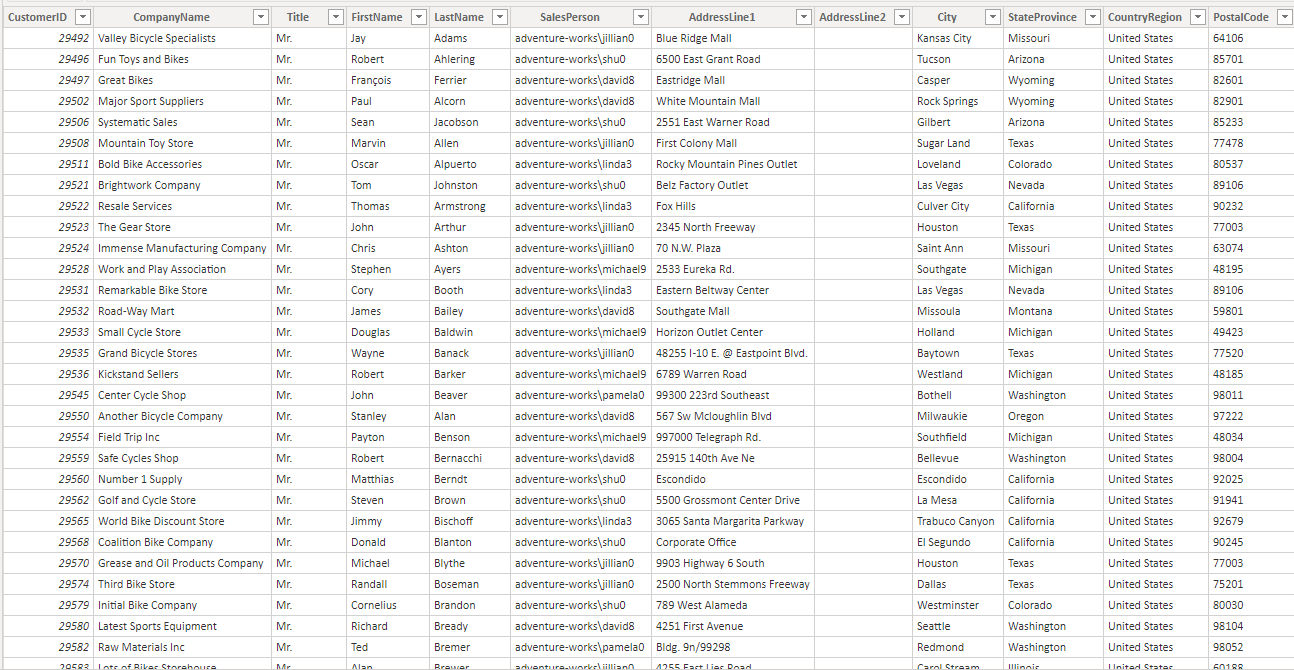 CustomerID CompanyName Title FirstName LastName SalesPerson AddressLine1 AddressLine2 City StateProvince CountryRegion PostalCode
29492 Valley Bicycle Specialists Mr. Jay Adams adventure-works\jillian0 Blue Ridge Mall Kansas City Missouri United States 64106
29496 Fun Toys and Bikes Mr. Robert Ahlering adventure-works\shu0 6500 East Grant Road Tucson Arizona United States 85701
29497 Great Bikes Mr. François Ferrier adventure-works\david8 Eastridge Mall Casper Wyoming United States 82601
29502 Major Sport Suppliers Mr. Paul Alcorn adventure-works\david8 White Mountain Mall Rock Springs Wyoming United States 82901
29506 Systematic Sales Mr. Sean Jacobson adventure-works\shu0 2551 East Warner Road Gilbert Arizona United States 85233
29508 Mountain Toy Store Mr. Marvin Allen adventure-works\jillian0 First Colony Mall Sugar Land Texas United States 77478
29511 Bold Bike Accessories Mr. Oscar Alpuerto adventure-works\linda3 Rocky Mountain Pines Outlet Loveland Colorado United States 80537
29521 Brightwork Company Mr. Tom Johnston adventure-works\shu0 Belz Factory Outlet Las Vegas Nevada United States 89106
29522 Resale Services Mr. Thomas Armstrong adventure-works\linda3 Fox Hills Culver City California United States 90232
29523 The Gear Store Mr. John Arthur adventure-works\jillian0 2345 North Freeway Houston Texas United States 77003
29524 Immense Manufacturing Company Mr. Chris Ashton adventure-works\jillian0 70 N.W. Plaza Saint Ann Missouri United States 63074
29528 Work and Play Association Mr. Stephen Ayers adventure-works\michael9 2533 Eureka Rd. Southgate Michigan United States 48195
29531 Remarkable Bike Store Mr. Cory Booth adventure-works\linda3 Eastern Beltway Center Las Vegas Nevada United States 89106
29532 Road-Way Mart Mr. James Bailey adventure-works\david8 Southgate Mall Missoula Montana United States 59801
29533 Small Cycle Store Mr. Douglas Baldwin adventure-works\michael9 Horizon Outlet Center Holland Michigan United States 49423
29535 Grand Bicycle Stores Mr. Wayne Banack adventure-works\jillian0 48255 I-10 E. @ Eastpoint Blvd. Baytown Texas United States 77520
29536 Kickstand Sellers Mr. Robert Barker adventure-works\michael9 6789 Warren Road Westland Michigan United States 48185
29545 Center Cycle Shop Mr. John Beaver adventure-works\pamela0 99300 223rd Southeast Bothell Washington United States 98011
29550 Another Bicycle Company Mr. Stanley Alan adventure-works\david8 567 Sw Mcloughlin Blvd Milwaukie Oregon United States 97222
29554 Field Trip Inc Mr. Payton Benson adventure-works\michael9 997000 Telegraph Rd. Southfield Michigan United States 48034
29559 Safe Cycles Shop Mr. Robert Bernacchi adventure-works\david8 25915 140th Ave Ne Bellevue Washington United States 98004
29560 Number 1 Supply Mr. Matthias Berndt adventure-works\shu0 Escondido Escondido California United States 92025
29562 Golf and Cycle Store Mr. Steven Brown adventure-works\shu0 5500 Grossmont Center Drive La Mesa California United States 91941
29565 World Bike Discount Store Mr. Jimmy Bischoff adventure-works\linda3 3065 Santa Margarita Parkway Trabuco Canyon California United States 92679
29568 Coalition Bike Company Mr. Donald Blanton adventure-works\shu0 Corporate Office El Segundo California United States 90245
29570 Grease and Oil Products Company Mr. Michael Blythe adventure-works\jillian0 9903 Highway 6 South Houston Texas United States 77003
29574 Third Bike Store Mr. Randall Boseman adventure-works\jillian0 2500 North Stemmons Freeway Dallas Texas United States 75201
29579 Initial Bike Company Mr. Cornelius Brandon adventure-works\shu0 789 West Alameda Westminster Colorado United States 80030
29580 Latest Sports Equipment Mr. Richard Bready adventure-works\david8 4251 First Avenue Seattle Washington United States 98104
29582 Raw Materials Inc Mr. Ted Bremer adventure-works\pamela0 Bldg. 9n/99298 Redmond Washington United States 98052
29583 Lots of Bikes Storehouse Mr. Alan Brewer adventure-works\jillian0 4255 East Lies Road Carol Stream Illinois United States 60188